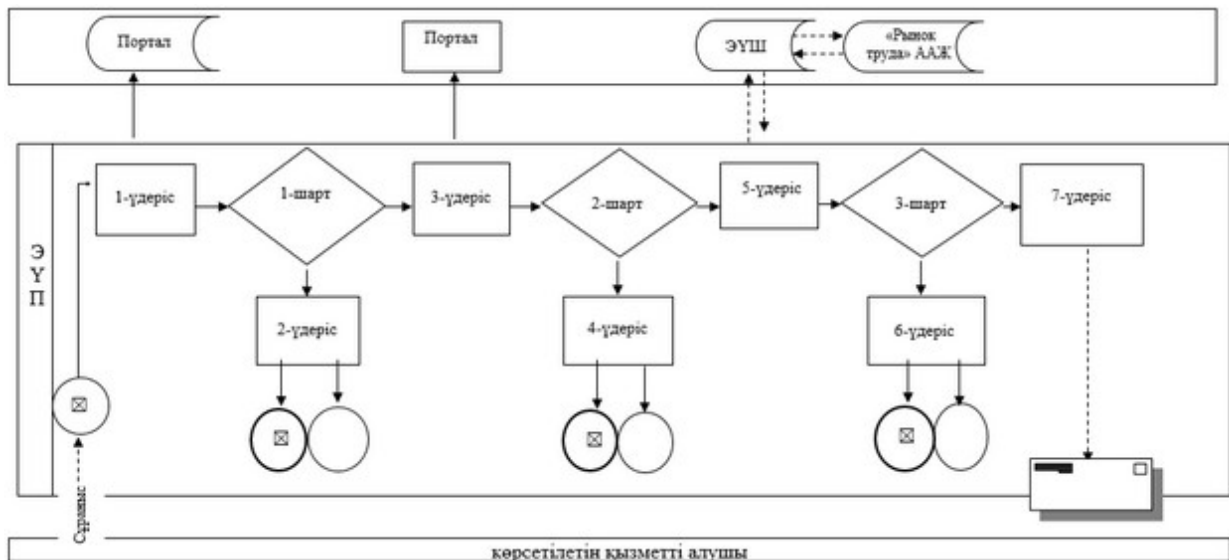 Портал
Портал
ЭҮШ
«Рынок
труда» ААЖ
1-үдеріс
1-шарт
3-үдеріс
2-шарт
5-үдеріс
3-шарт
7-үдеріс
Э
Ү
П
2-үдеріс
4-үдеріс
6-үдеріс
Сұраныс
көрсетілетін қызметті алушы